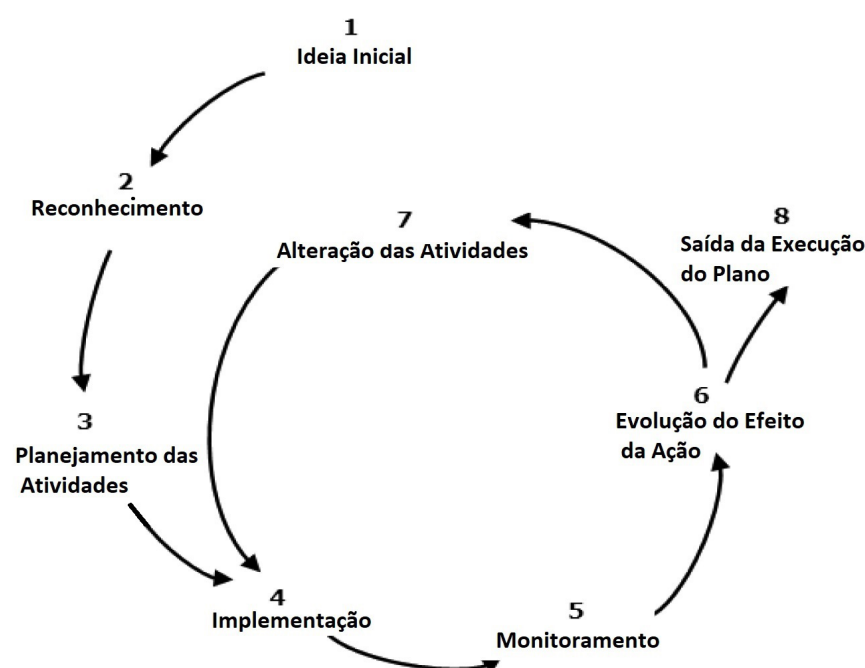 1
Ideia Inicial
2
Reconhecimento
3
Planejamento das
Atividades
4
Implementação
5
Monitoramento
6
Evolução do Efeito
da Ação
7
Alteração das Atividades
8
Saída da Execução
do Plano